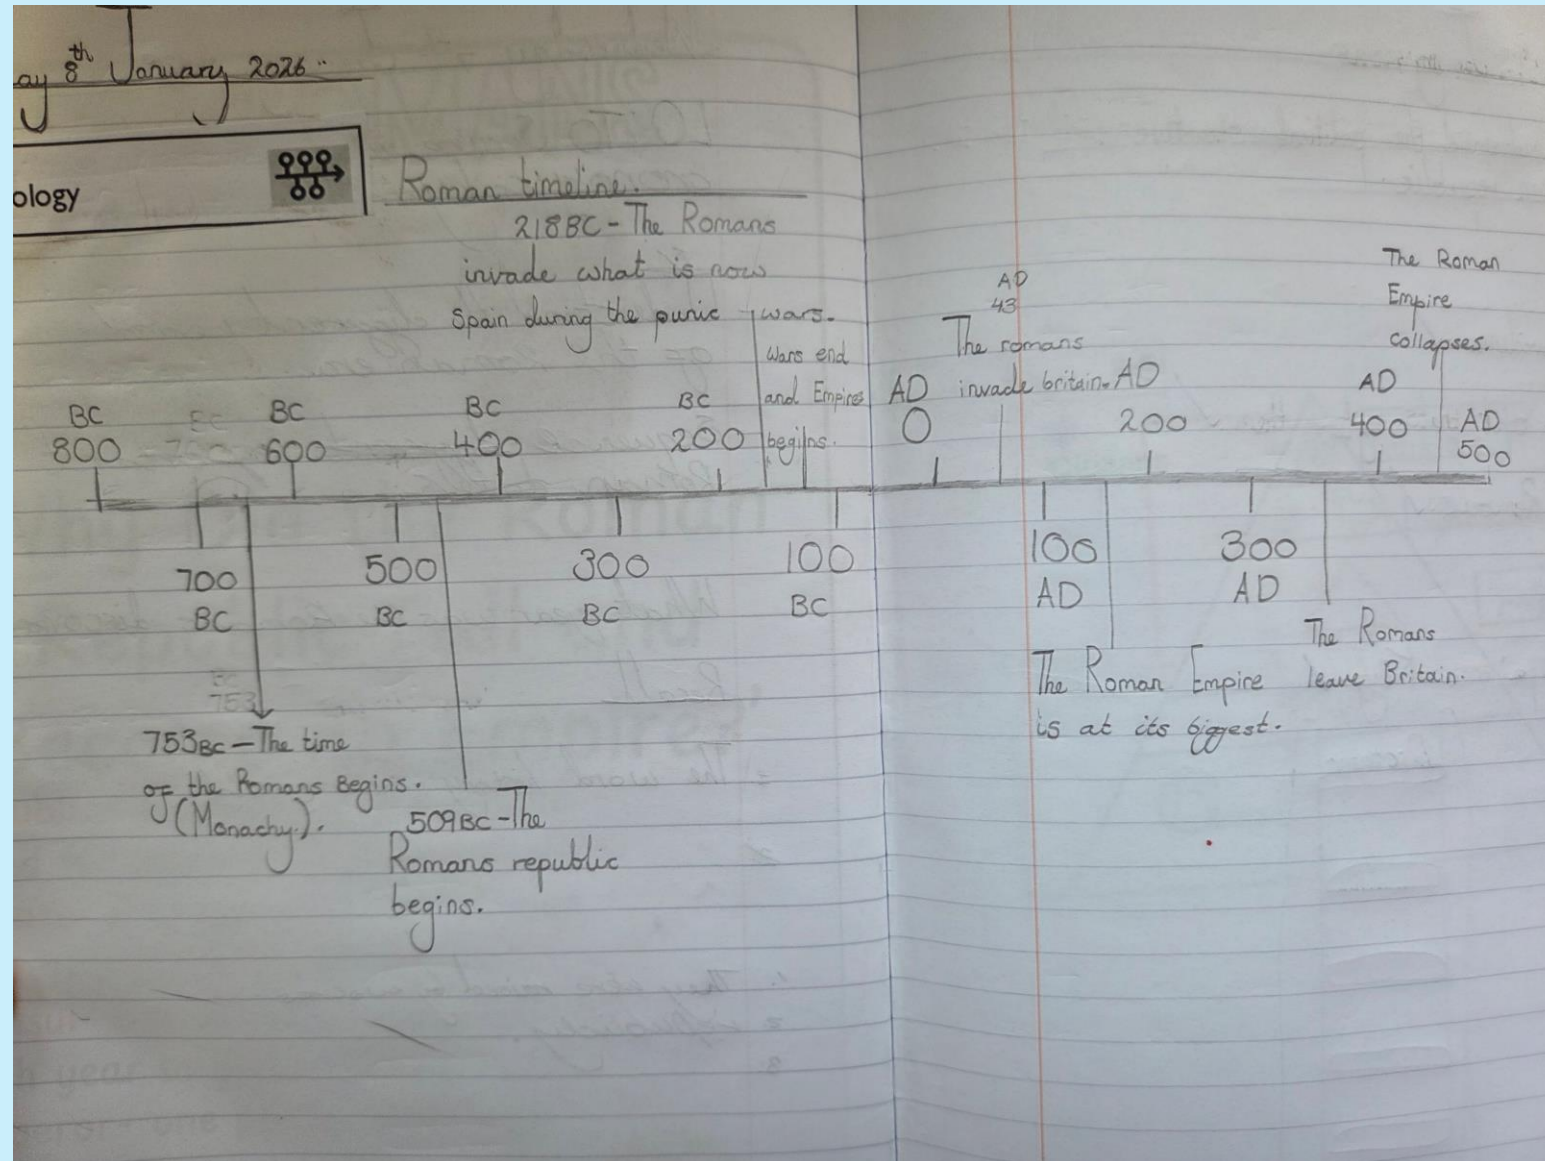 ay 8th January 2026
ology
Roman timeline.
218BC - The Romans
invade what is now
Spain during the punic wars.
Wars end
and Empires
begins.
AD
43
The romans
invade britain.
The Roman
Empire
collapses.
BC BC BC BC AD AD AD AD
800 600 400 200 0 200 400 500
700 500 300 100 100 300
BC BC BC BC AD AD
753
753BC - The time
of the Romans Begins.
(Monachy.).
509BC - The
Romans republic
begins.
The Roman Empire
is at its biggest.
The Romans
leave Britain.